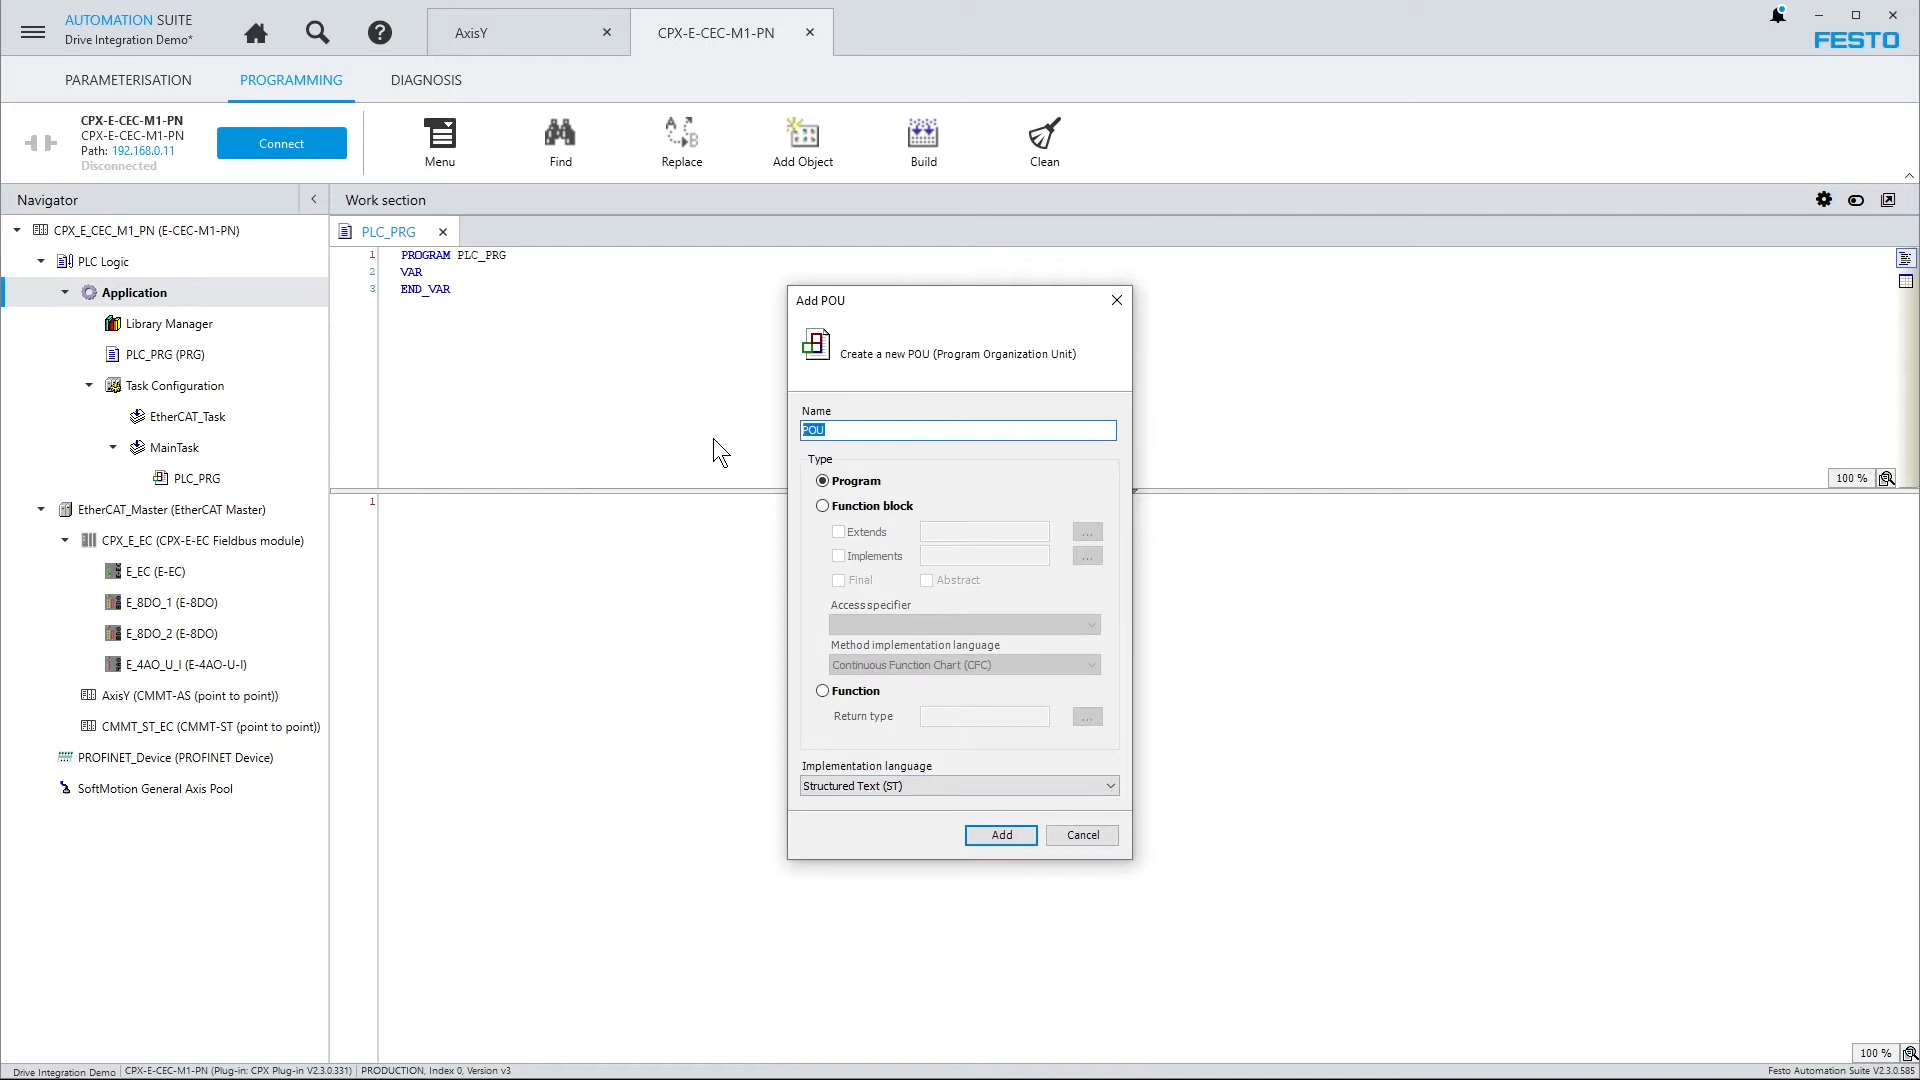 AUTOMATION SUITE
Drive Integration Demo*
AxisY
CPX-E-CEC-M1-PN
FESTO
PARAMETERISATION
PROGRAMMING
DIAGNOSIS
CPX-E-CEC-M1-PN
CPX-E-CEC-M1-PN
Path: 192.168.0.11
Disconnected
Connect
Menu
Find
Replace
Add Object
Build
Clean
Navigator
Work section
CPX_E_CEC_M1_PN (E-CEC-M1-PN)
PLC Logic
Application
Library Manager
PLC_PRG (PRG)
Task Configuration
EtherCAT_Task
MainTask
PLC_PRG
EtherCAT_Master (EtherCAT Master)
CPX_E_EC (CPX-E-EC Fieldbus module)
E_EC (E-EC)
E_8DO_1 (E-8DO)
E_8DO_2 (E-8DO)
E_4AO_U_I (E-4AO-U-I)
AxisY (CMMT-AS (point to point))
CMMT_ST_EC (CMMT-ST (point to point))
PROFINET_Device (PROFINET Device)
SoftMotion General Axis Pool
PLC_PRG
1 PROGRAM PLC_PRG
2 VAR
3 END_VAR
100 %
1
Add POU
Create a new POU (Program Organization Unit)
Name
POU
Type
Program
Function block
Extends
...
Implements
...
Final
Abstract
Access specifier
Method implementation language
Continuous Function Chart (CFC)
Function
Return type
...
Implementation language
Structured Text (ST)
Add
Cancel
100 %
Drive Integration Demo
CPX-E-CEC-M1-PN (Plug-in: CPX Plug-in V2.3.0.331)
PRODUCTION, Index 0, Version v3
Festo Automation Suite V2.3.0.585